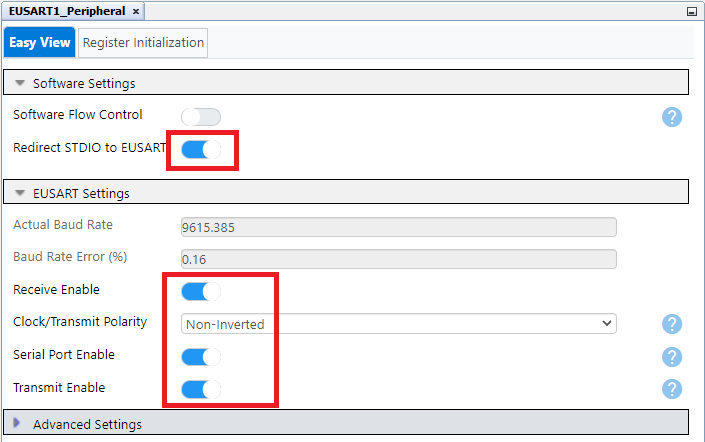 EUSART1_Peripheral ×
Easy View Register Initialization
Software Settings
Software Flow Control ?
Redirect STDIO to EUSART
EUSART Settings
Actual Baud Rate 9615.385
Baud Rate Error (%) 0.16
Receive Enable
Clock/Transmit Polarity Non-Inverted ?
Serial Port Enable ?
Transmit Enable ?
Advanced Settings